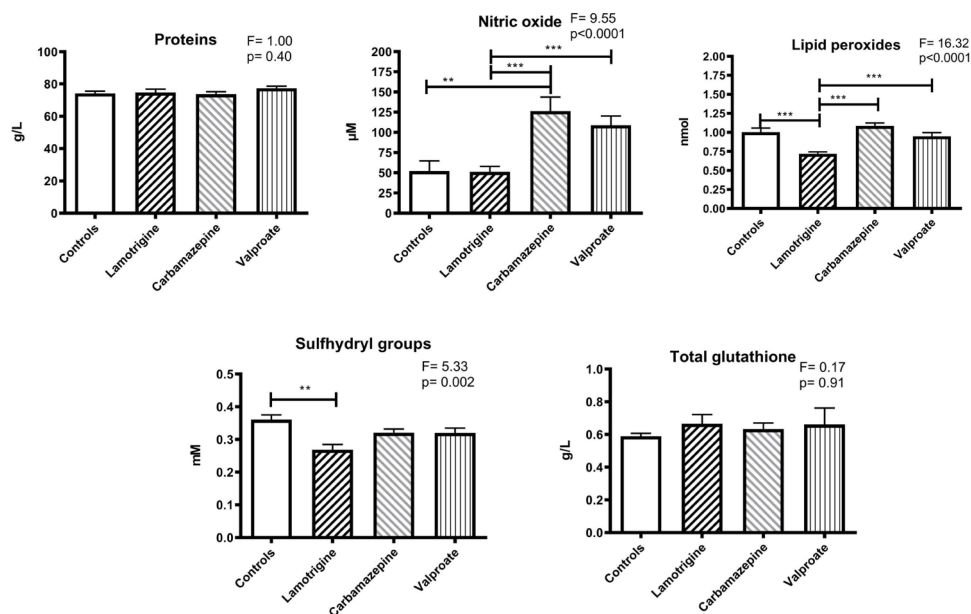 Proteins
F= 1.00
p= 0.40
100
80
60
40
20
0
g/L
Controls
Lamotrigine
Carbamazepine
Valproate
Nitric oxide
F= 9.55
p<0.0001
200
175
150
125
100
75
50
25
0
µM
**
***
***
Controls
Lamotrigine
Carbamazepine
Valproate
Lipid peroxides
F= 16.32
p<0.0001
2.00
1.75
1.50
1.25
1.00
0.75
0.50
0.25
0.00
nmol
***
***
***
Controls
Lamotrigine
Carbamazepine
Valproate
Sulfhydryl groups
F= 5.33
p= 0.002
0.5
0.4
0.3
0.2
0.1
0.0
mM
**
Controls
Lamotrigine
Carbamazepine
Valproate
Total glutathione
F= 0.17
p= 0.91
1.0
0.8
0.6
0.4
0.2
0.0
g/L
Controls
Lamotrigine
Carbamazepine
Valproate